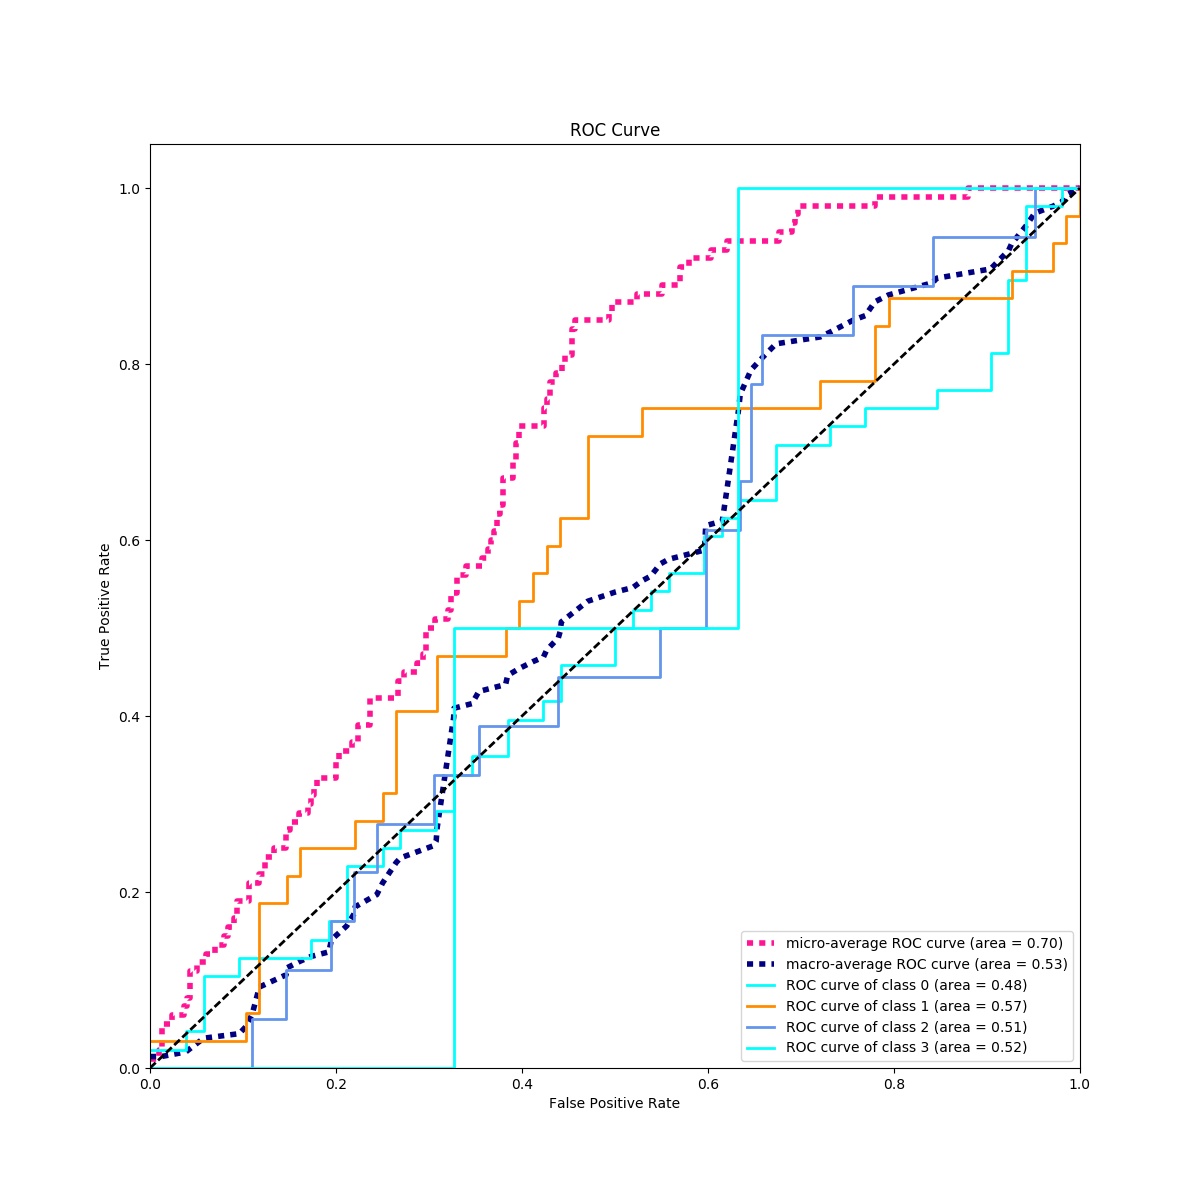 ROC Curve
1.0
0.8
0.6
0.4
0.2
0.0
True Positive Rate
0.0 0.2 0.4 0.6 0.8 1.0
False Positive Rate
micro-average ROC curve (area = 0.70)
macro-average ROC curve (area = 0.53)
ROC curve of class 0 (area = 0.48)
ROC curve of class 1 (area = 0.57)
ROC curve of class 2 (area = 0.51)
ROC curve of class 3 (area = 0.52)